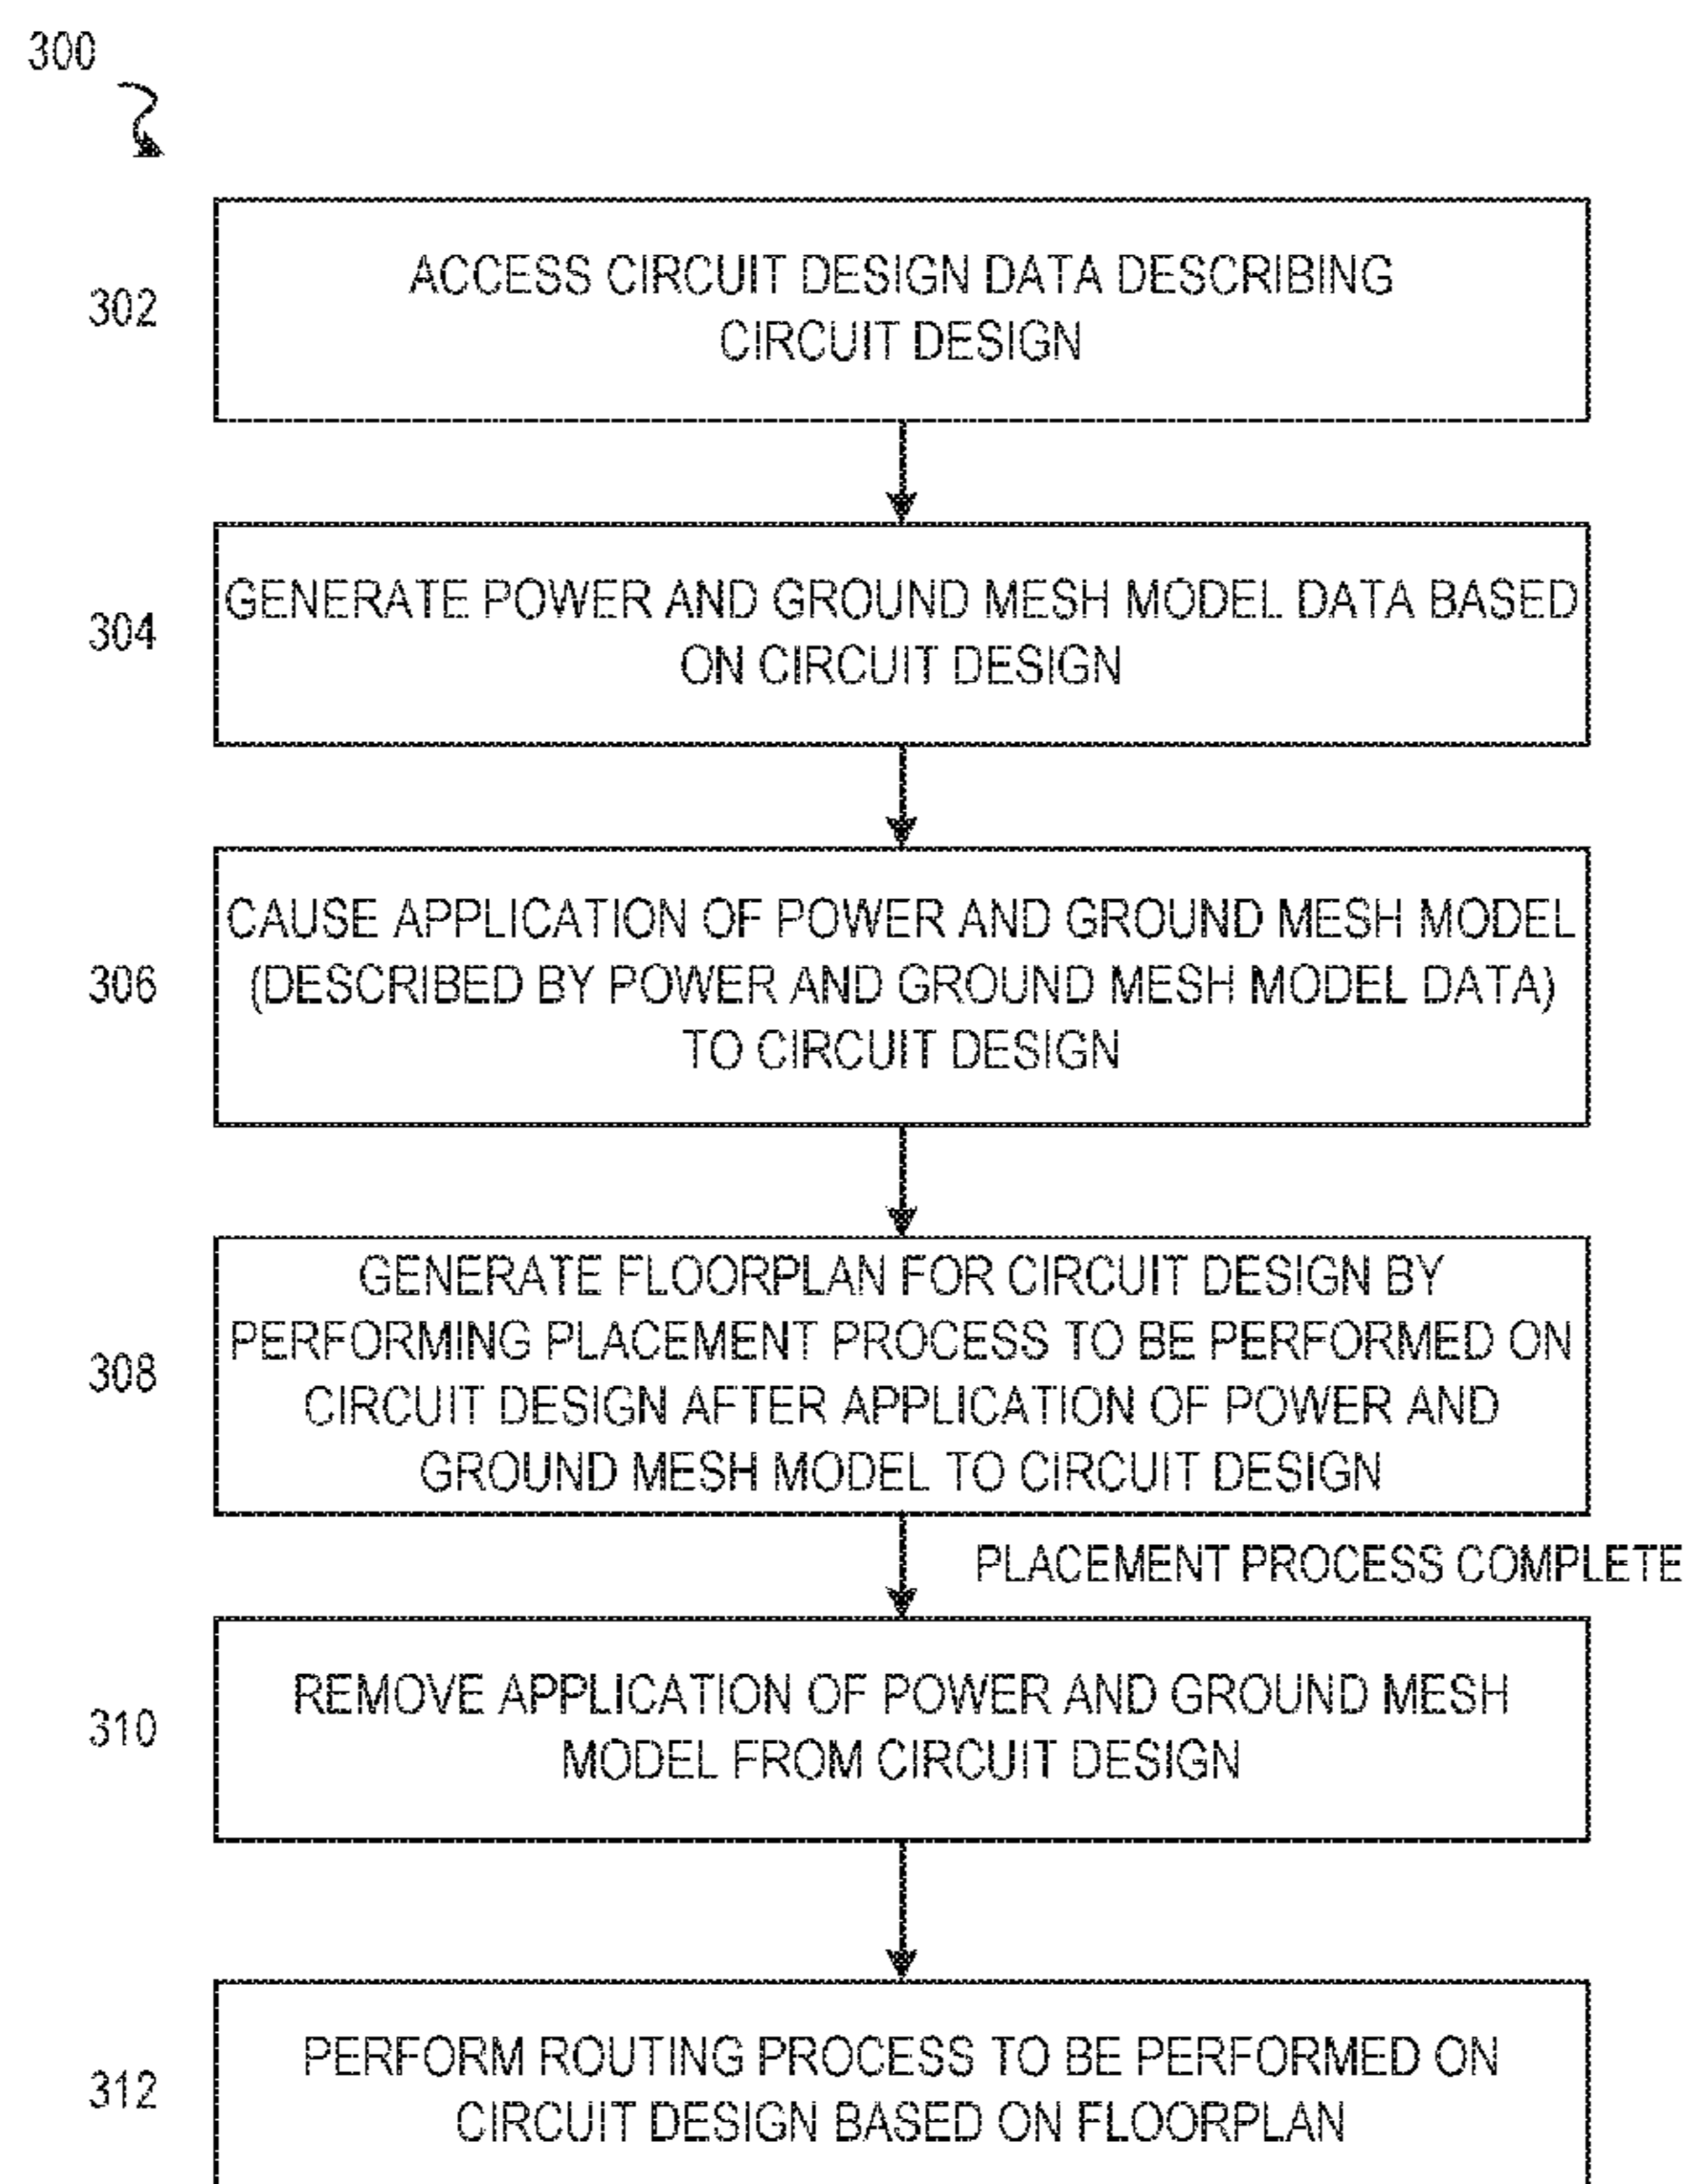 300
302
ACCESS CIRCUIT DESIGN DATA DESCRIBING
CIRCUIT DESIGN
304
GENERATE POWER AND GROUND MESH MODEL DATA BASED
ON CIRCUIT DESIGN
306
CAUSE APPLICATION OF POWER AND GROUND MESH MODEL
(DESCRIBED BY POWER AND GROUND MESH MODEL DATA)
TO CIRCUIT DESIGN
308
GENERATE FLOORPLAN FOR CIRCUIT DESIGN BY
PERFORMING PLACEMENT PROCESS TO BE PERFORMED ON
CIRCUIT DESIGN AFTER APPLICATION OF POWER AND
GROUND MESH MODEL TO CIRCUIT DESIGN
PLACEMENT PROCESS COMPLETE
310
REMOVE APPLICATION OF POWER AND GROUND MESH
MODEL FROM CIRCUIT DESIGN
312
PERFORM ROUTING PROCESS TO BE PERFORMED ON
CIRCUIT DESIGN BASED ON FLOORPLAN